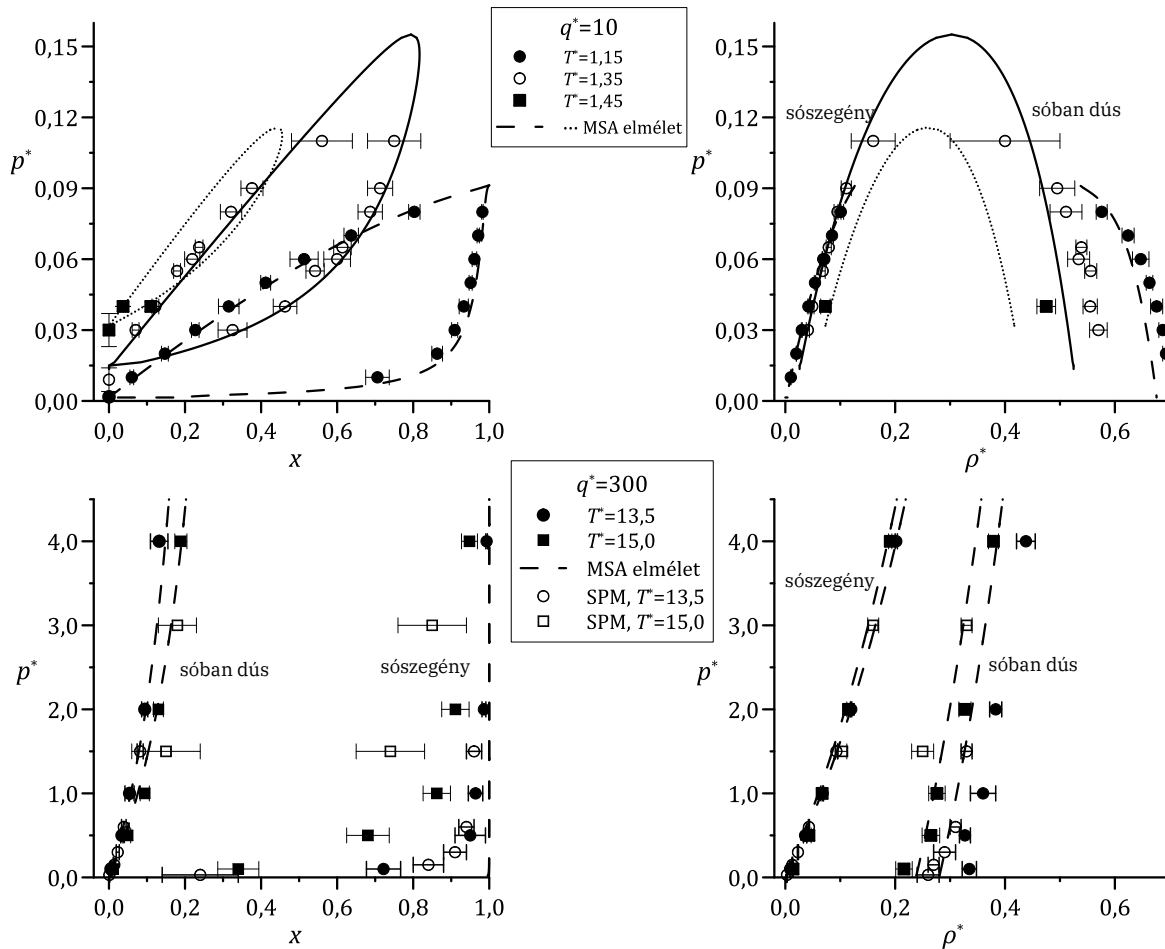 q*=10
T*=1,15
T*=1,35
T*=1,45
MSA elmélet
p*
0,15
0,12
0,09
0,06
0,03
0,00
0,0 0,2 0,4 0,6 0,8 1,0
x
p*
0,15
0,12
0,09
0,06
0,03
0,00
sószegény
sóban dús
0,0 0,2 0,4 0,6
ρ*
q*=300
T*=13,5
T*=15,0
MSA elmélet
SPM, T*=13,5
SPM, T*=15,0
p*
4,0
3,0
2,0
1,0
0,0
sóban dús
sószegény
0,0 0,2 0,4 0,6 0,8 1,0
x
p*
4,0
3,0
2,0
1,0
0,0
sószegény
sóban dús
0,0 0,2 0,4 0,6
ρ*